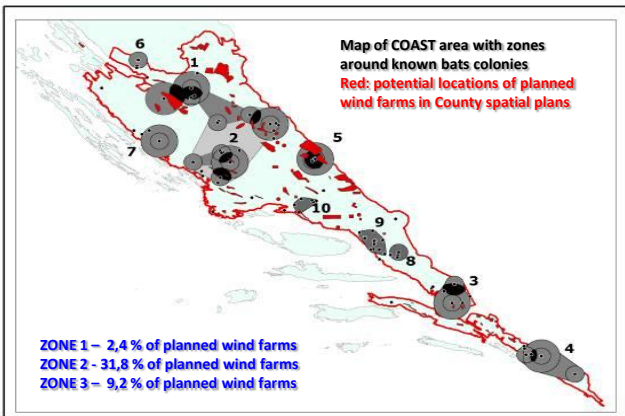 Map of COAST area with zones
around known bats colonies
Red: potential locations of planned
wind farms in County spatial plans
6
1
5
2
7
10
9
8
3
4
ZONE 1 – 2,4 % of planned wind farms
ZONE 2 - 31,8 % of planned wind farms
ZONE 3 – 9,2 % of planned wind farms